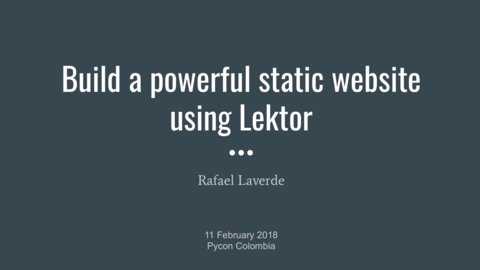 Build a powerful static website
using Lektor
Rafael Laverde
11 February 2018
Pycon Colombia